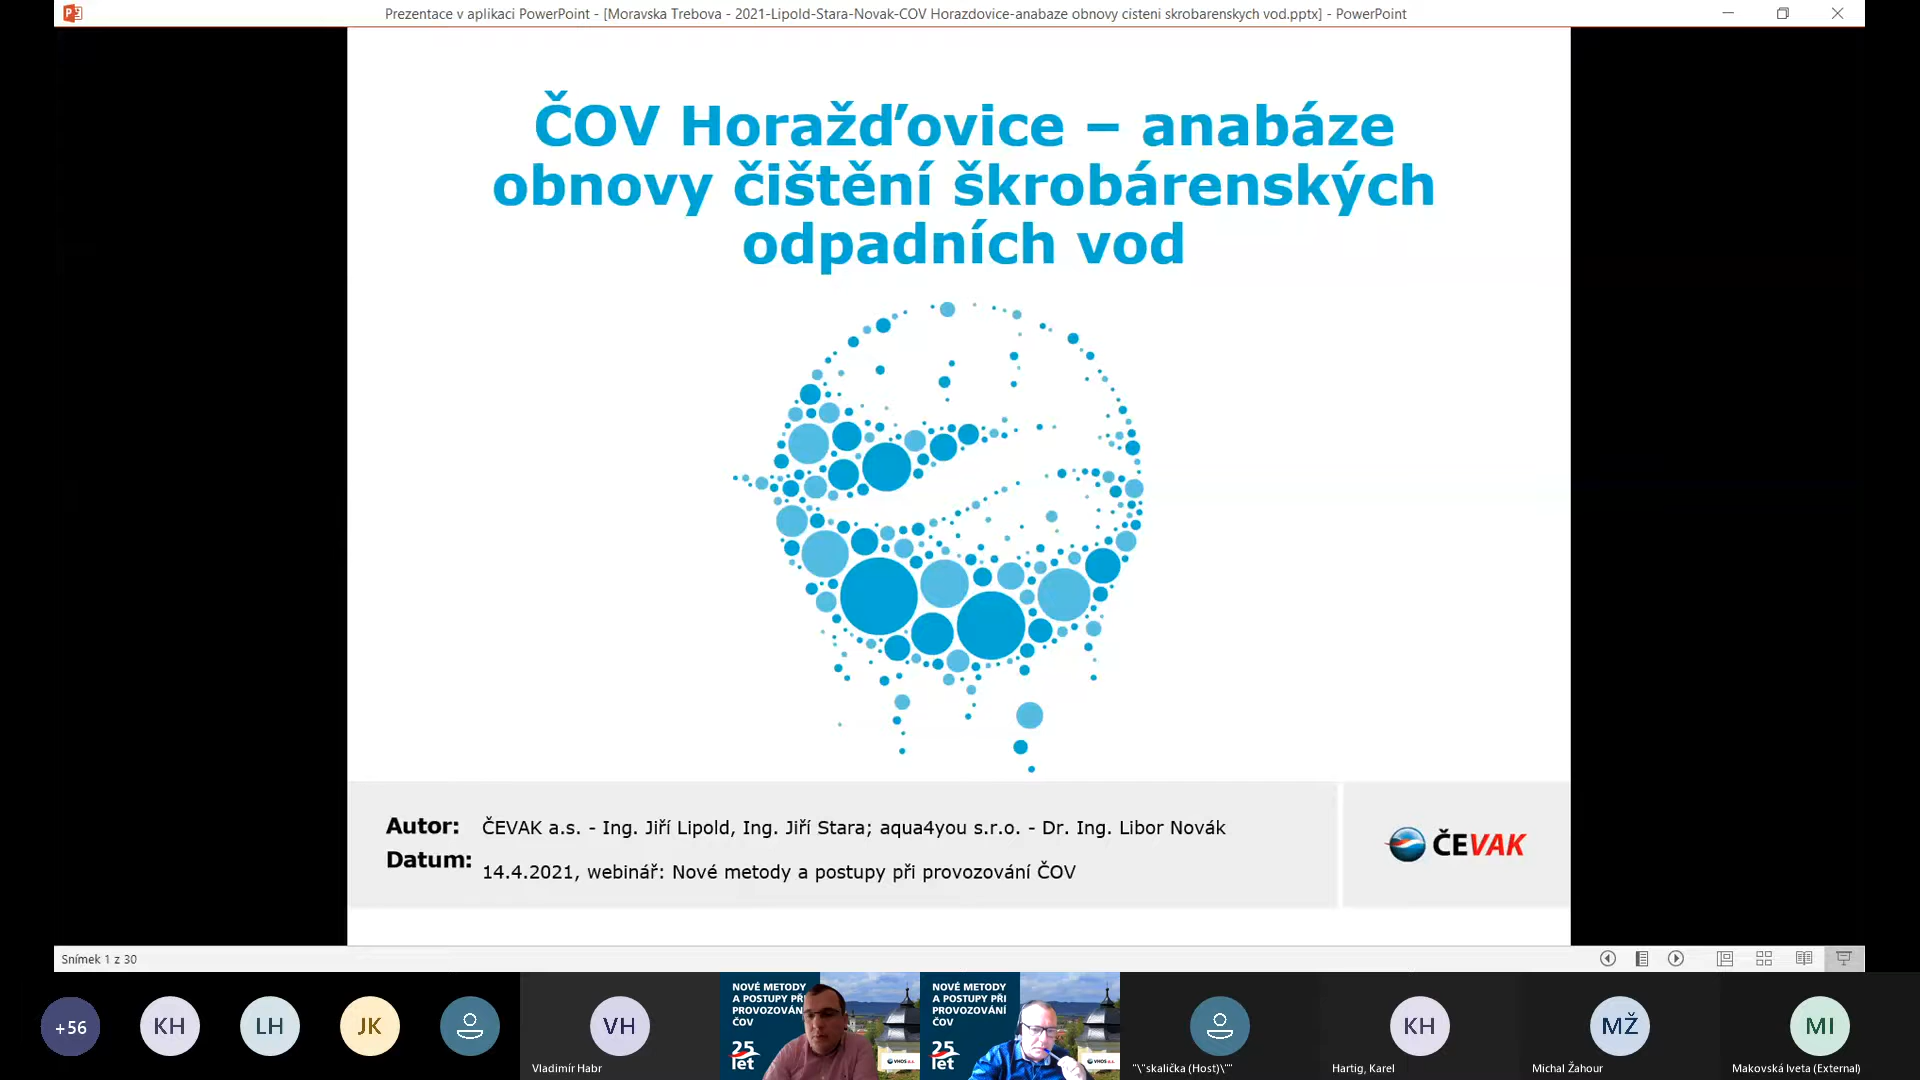 Prezentace v aplikaci PowerPoint - [Moravska Trebova - 2021-Lipold-Stara-Novak-COV Horazdovice-anabaze obnovy cisteni skrobarenskych vod.pptx] - PowerPoint
ČOV Horažďovice – anabáze
obnovy čištění škrobárenských
odpadních vod
Autor: ČEVAK a.s. - Ing. Jiří Lipold, Ing. Jiří Stara; aqua4you s.r.o. - Dr. Ing. Libor Novák
Datum: 14.4.2021, webinář: Nové metody a postupy při provozování ČOV
ČEVAK
Snímek 1 z 30
+56
KH
LH
JK
VH
Vladimír Habr
NOVÉ METODY
A POSTUPY PŘI
PROVOZOVÁN
ČOV
25
let
VHOS a.s.
NOVÉ METODY
A POSTUPY PŘI
PROVOZOVÁNÍ
ČOV
25
let
VHOS a.s.
"\"skalička (Host)\""
KH
Hartig, Karel
MŽ
Michal Žahour
MI
Makovská Iveta (External)